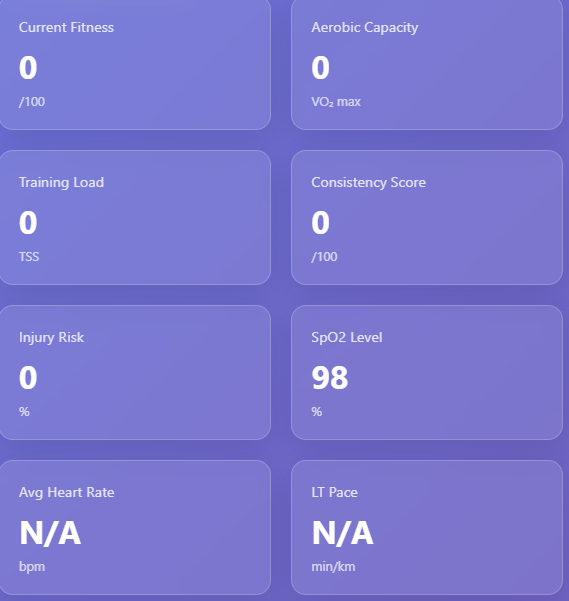 Current Fitness
0
/100
Aerobic Capacity
0
VO₂ max
Training Load
0
TSS
Consistency Score
0
/100
Injury Risk
0
%
SpO2 Level
98
%
Avg Heart Rate
N/A
bpm
LT Pace
N/A
min/km